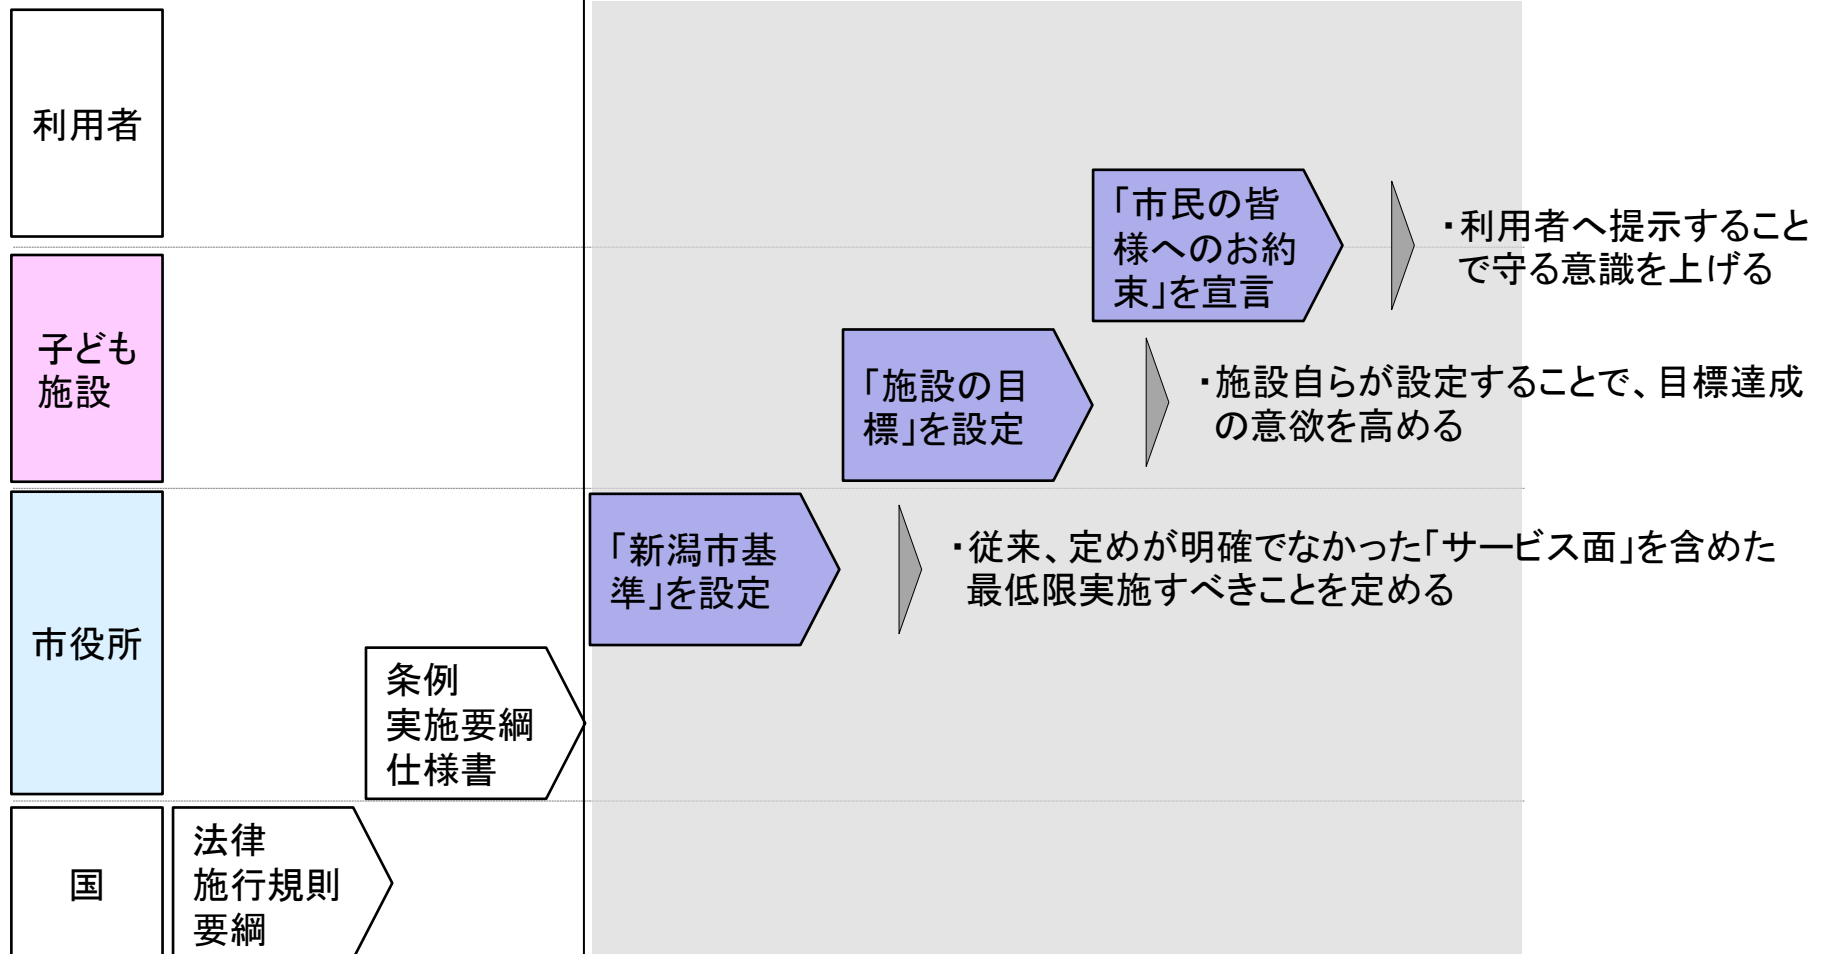 利用者
「市民の皆
様へのお約
束」を宣言
・利用者へ提示すること
で守る意識を上げる
子ども
施設
「施設の目
標」を設定
・施設自らが設定することで、目標達成
の意欲を高める
「新潟市基
準」を設定
・従来、定めが明確でなかった「サービス面」を含めた
最低限実施すべきことを定める
市役所
条例
実施要綱
仕様書
国
法律
施行規則
要綱